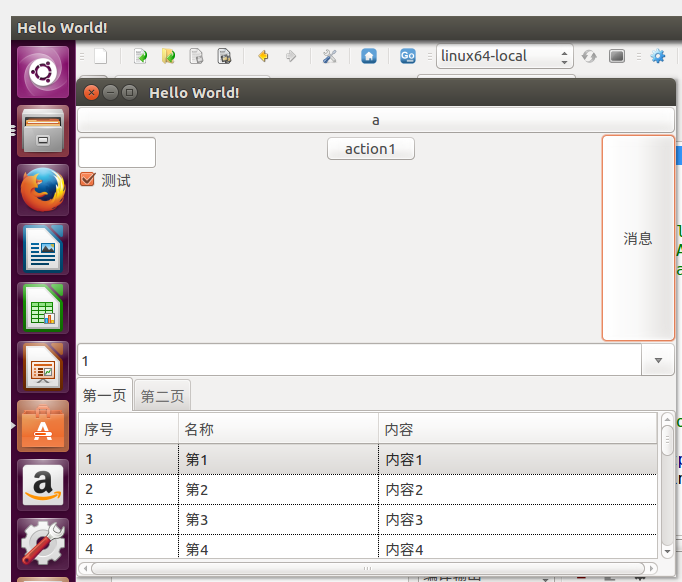 Hello World!
linux64-local
Hello World!
a
action1
测试
消息
1
第一页 第二页
序号 名称 内容
1 第1 内容1
2 第2 内容2
3 第3 内容3
4 第4 内容4